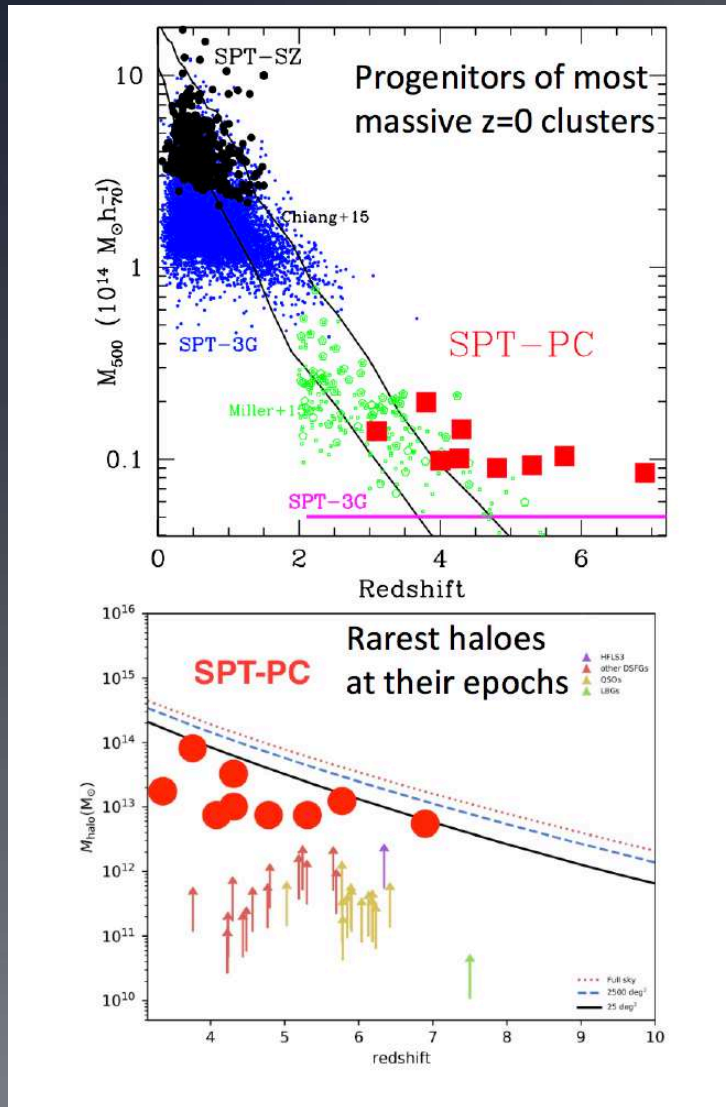 SPT-SZ
Progenitors of most
massive z=0 clusters
10
1
0.1
M500 (10^14 M⊙h70^-1)
Chiang+15
SPT-3G
SPT-PC
Miller+15
SPT-3G
0 2 4 6
Redshift
10^16
10^15
10^14
10^13
10^12
10^11
10^10
Mhalo(M⊙)
SPT-PC
Rarest haloes
at their epochs
HFLS3
other DSFGs
QSOs
LBGs
Full sky
2500 deg²
25 deg²
4 5 6 7 8 9 10
redshift